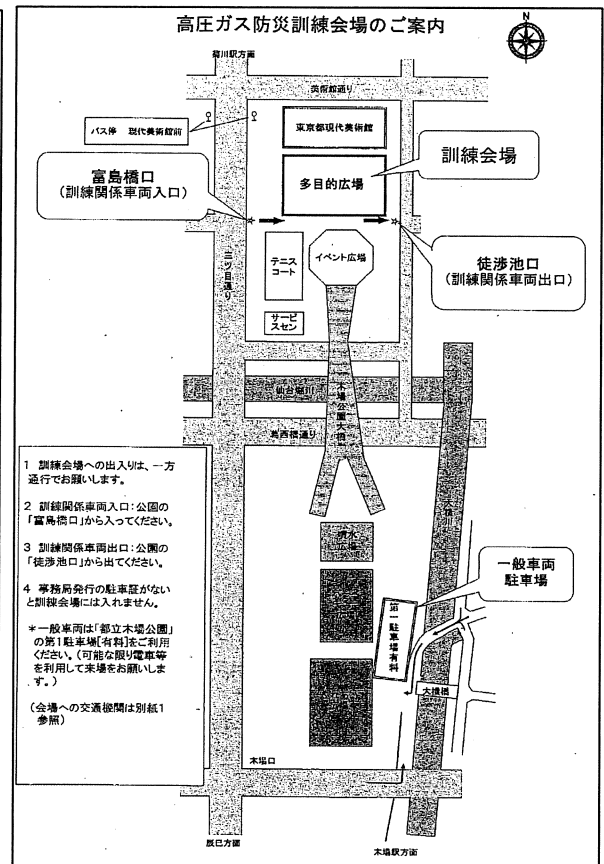 高圧ガス防災訓練会場のご案内
N
菊川駅方面
美術館通り
バス停　現代美術館前
東京都現代美術館
訓練会場
多目的広場
富島橋口
(訓練関係車両入口)
徒渉池口
(訓練関係車両出口)
三ツ目通り
テニス
コート
イベント広場
サービ
スセン
仙台堀川
木場公園大橋
葛西橋通り
1　訓練会場への出入りは、一方
通行でお願いします。
2　訓練関係車両入口：公園の
「富島橋口」から入ってください。
3　訓練関係車両出口：公園の
「徒渉池口」から出てください。
4　事務局発行の駐車証がない
と訓練会場には入れません。
*一般車両は「都立木場公園」
の第1駐車場[有料]をご利用
ください。(可能な限り電車等
を利用して来場をお願いしま
す。)
(会場への交通機関は別紙1
参照)
噴水
広場
大横川
一般車両
駐車場
第一駐車場有料
大横橋
木場口
辰巳方面
木場駅方面